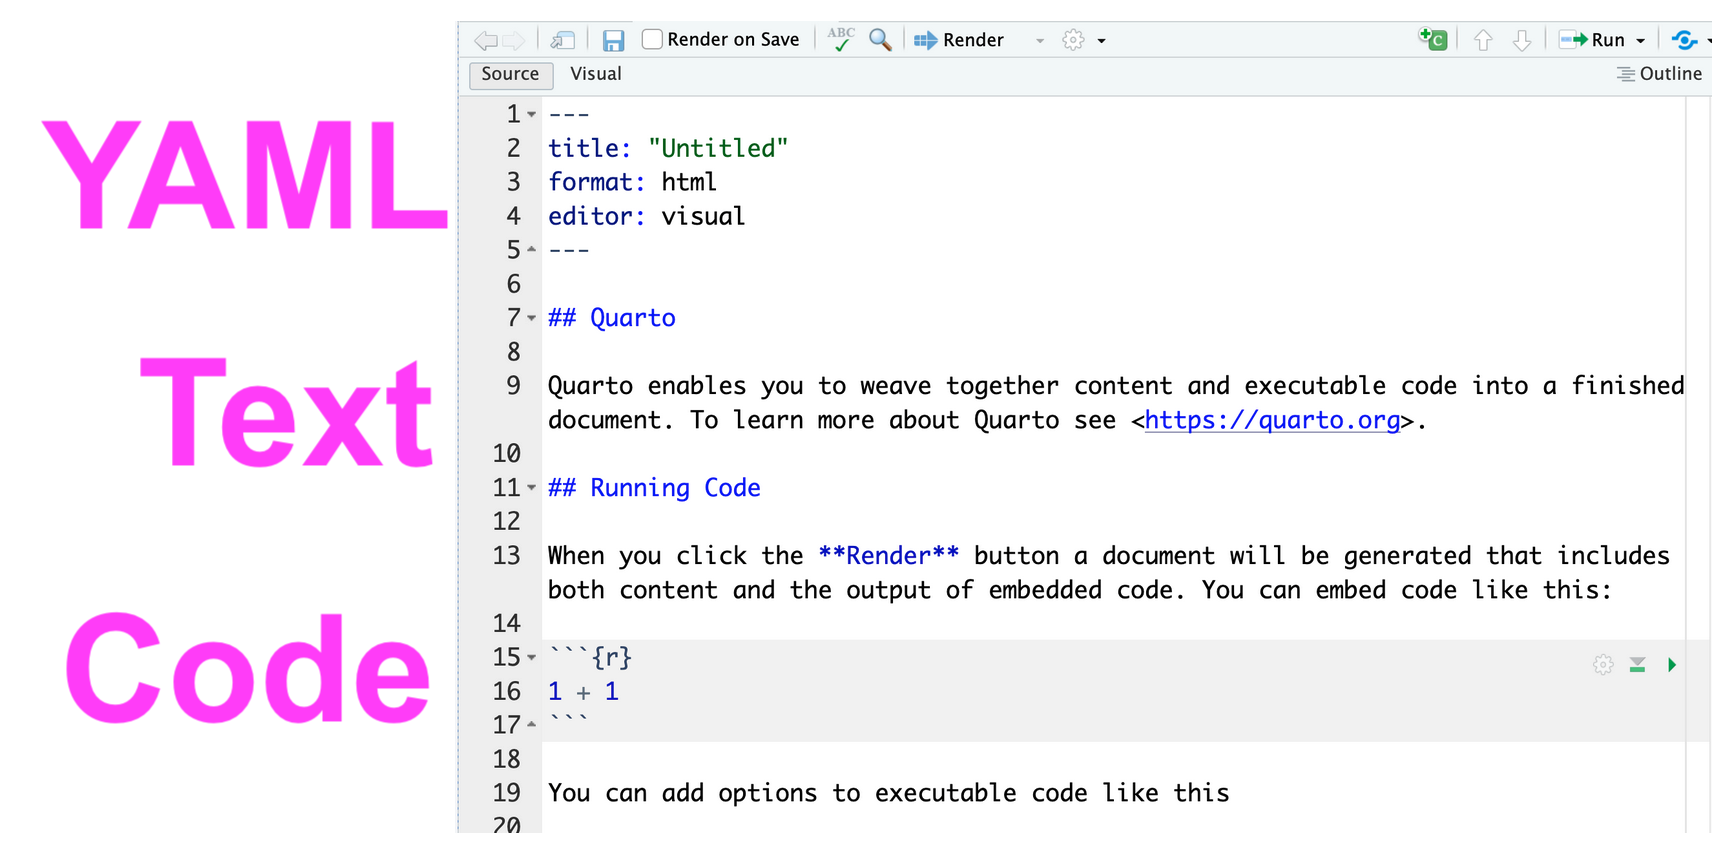 ABC
Render on Save
Render
C
Run
Source
Visual
Outline
YAML
Text
Code
1 ---
2 title: "Untitled"
3 format: html
4 editor: visual
5 ---
6
7 ## Quarto
8
9 Quarto enables you to weave together content and executable code into a finished
document. To learn more about Quarto see <https://quarto.org>.
10
11 ## Running Code
12
13 When you click the **Render** button a document will be generated that includes
both content and the output of embedded code. You can embed code like this:
14
15 ```{r}
16 1 + 1
17 ```
18
19 You can add options to executable code like this
20